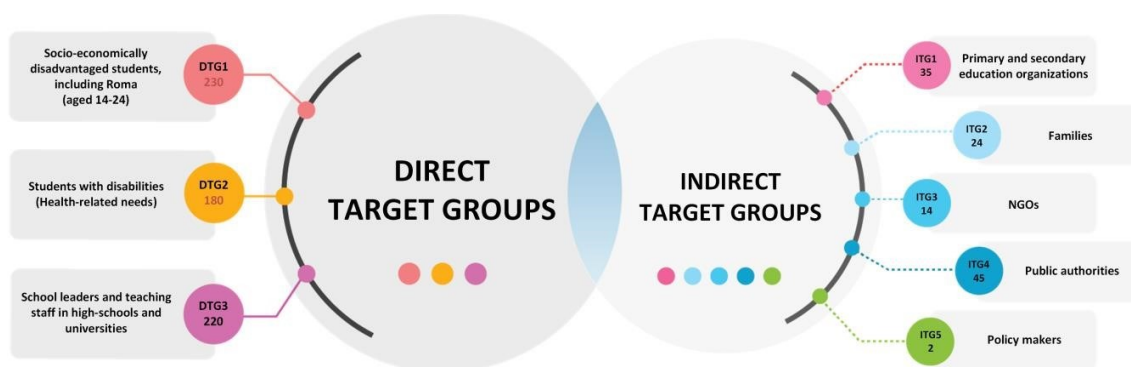 Socio-economically
disadvantaged students,
including Roma
(aged 14-24)
DTG1
230
Students with disabilities
(Health-related needs)
DTG2
180
School leaders and teaching
staff in high-schools and
universities
DTG3
220
DIRECT
TARGET GROUPS
INDIRECT
TARGET GROUPS
ITG1
35
Primary and secondary
education organizations
ITG2
24
Families
ITG3
14
NGOs
ITG4
45
Public authorities
ITG5
2
Policy makers